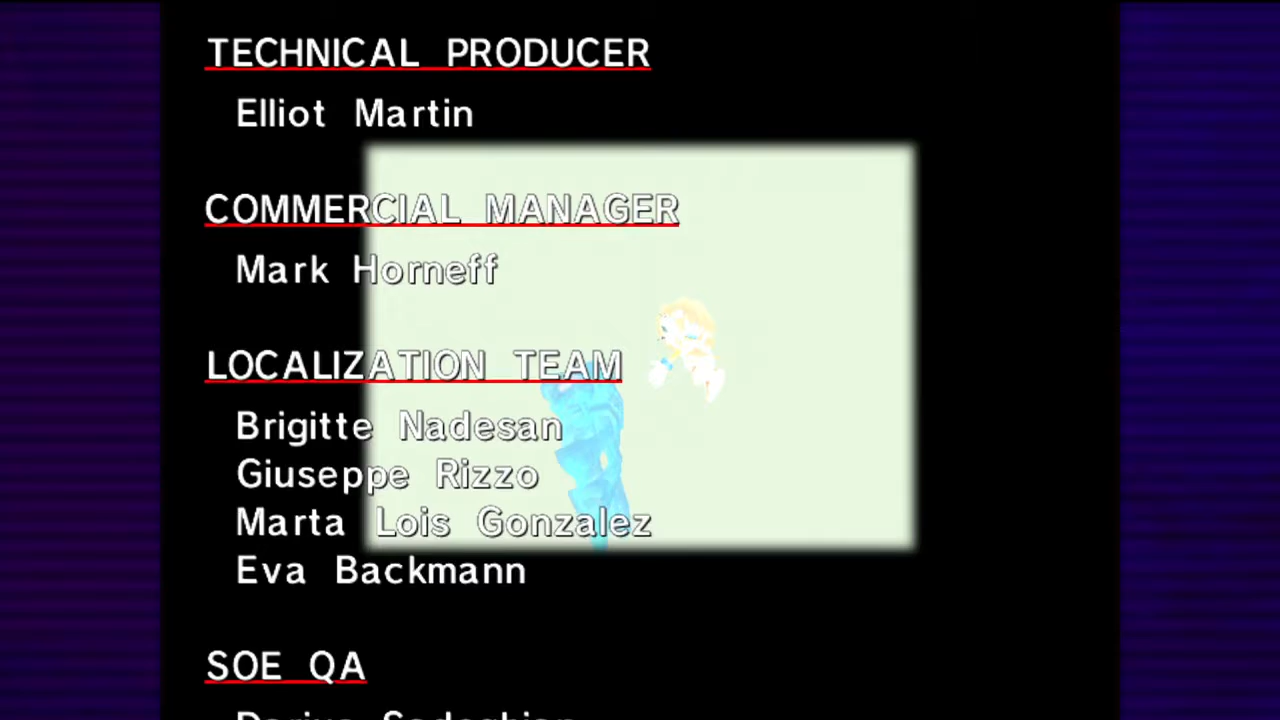 TECHNICAL PRODUCER
Elliot Martin
COMMERCIAL MANAGER
Mark Horneff
LOCALIZATION TEAM
Brigitte Nadesan
Giuseppe Rizzo
Marta Lois Gonzalez
Eva Backmann
SOE QA